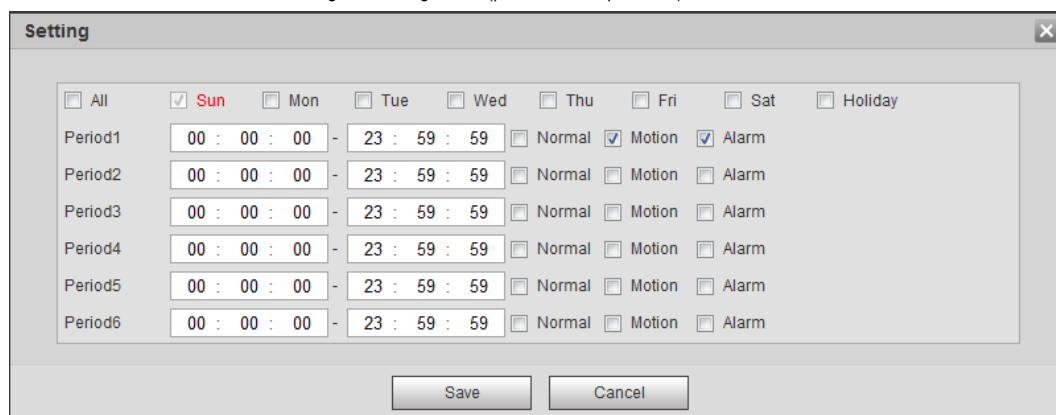 Setting
All Sun Mon Tue Wed Thu Fri Sat Holiday
Period1 00 : 00 : 00 - 23 : 59 : 59 Normal Motion Alarm
Period2 00 : 00 : 00 - 23 : 59 : 59 Normal Motion Alarm
Period3 00 : 00 : 00 - 23 : 59 : 59 Normal Motion Alarm
Period4 00 : 00 : 00 - 23 : 59 : 59 Normal Motion Alarm
Period5 00 : 00 : 00 - 23 : 59 : 59 Normal Motion Alarm
Period6 00 : 00 : 00 - 23 : 59 : 59 Normal Motion Alarm
Save Cancel